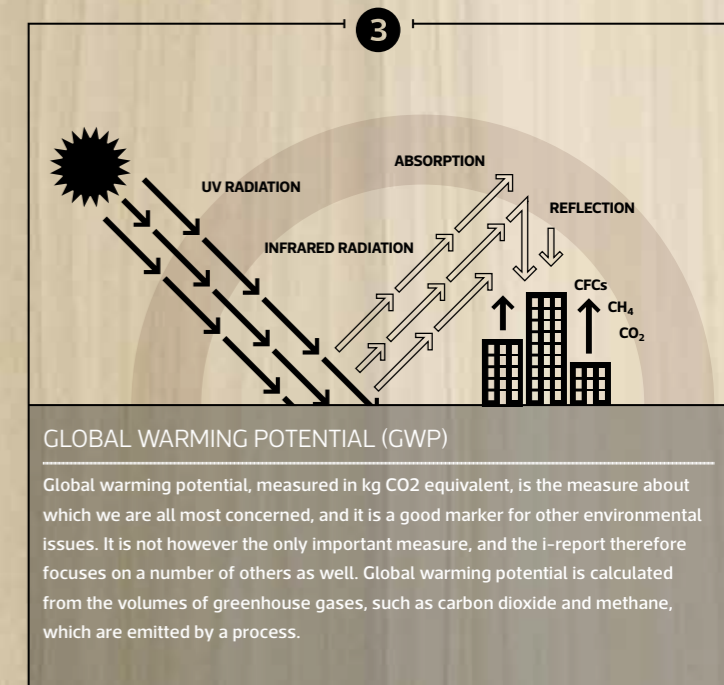 3
ABSORPTION
UV RADIATION
REFLECTION
INFRARED RADIATION
CFCs
CH₄
CO₂
GLOBAL WARMING POTENTIAL (GWP)
Global warming potential, measured in kg CO2 equivalent, is the measure about
which we are all most concerned, and it is a good marker for other environmental
issues. It is not however the only important measure, and the i-report therefore
focuses on a number of others as well. Global warming potential is calculated
from the volumes of greenhouse gases, such as carbon dioxide and methane,
which are emitted by a process.